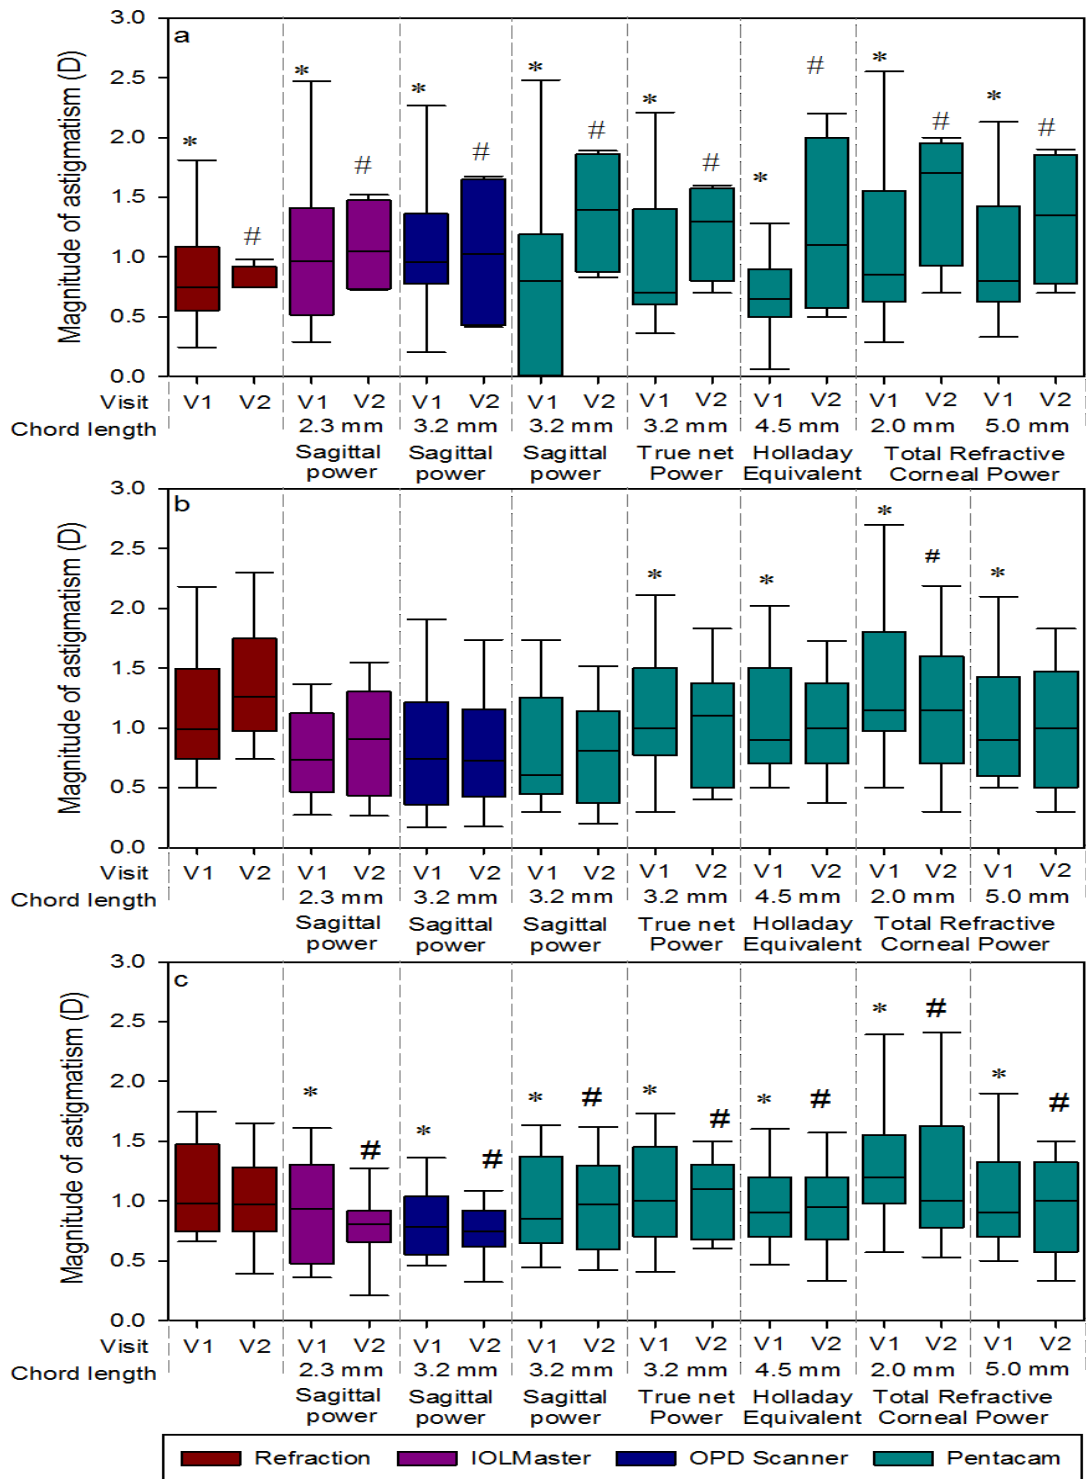 a
* * * * * * * *
# # # # # # # #
Magnitude of astigmatism (D)
3.0
2.5
2.0
1.5
1.0
0.5
0.0
Visit V1 V2 V1 V2 V1 V2 V1 V2 V1 V2 V1 V2 V1 V2 V1 V2
Chord length 2.3 mm 3.2 mm 3.2 mm 3.2 mm 4.5 mm 2.0 mm 5.0 mm
Sagittal Sagittal Sagittal True net Holladay Total Refractive
power power power Power Equivalent Corneal Power
b
* * * *
#
Magnitude of astigmatism (D)
3.0
2.5
2.0
1.5
1.0
0.5
0.0
Visit V1 V2 V1 V2 V1 V2 V1 V2 V1 V2 V1 V2 V1 V2 V1 V2
Chord length 2.3 mm 3.2 mm 3.2 mm 3.2 mm 4.5 mm 2.0 mm 5.0 mm
Sagittal Sagittal Sagittal True net Holladay Total Refractive
power power power Power Equivalent Corneal Power
c
* * * * * * *
# # # # # # #
Magnitude of astigmatism (D)
3.0
2.5
2.0
1.5
1.0
0.5
0.0
Visit V1 V2 V1 V2 V1 V2 V1 V2 V1 V2 V1 V2 V1 V2 V1 V2
Chord length 2.3 mm 3.2 mm 3.2 mm 3.2 mm 4.5 mm 2.0 mm 5.0 mm
Sagittal Sagittal Sagittal True net Holladay Total Refractive
power power power Power Equivalent Corneal Power
Refraction IOLMaster OPD Scanner Pentacam